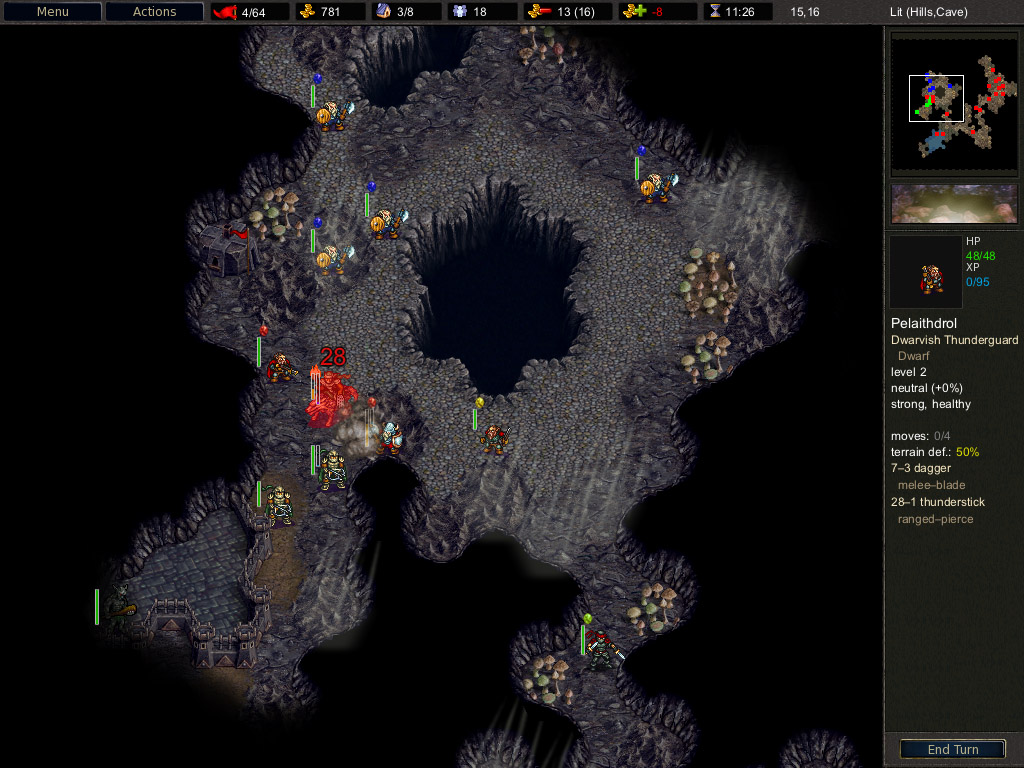 Menu
Actions
4/64
781
3/8
18
13 (16)
-8
11:26
15,16
Lit (Hills,Cave)
HP
48/48
XP
0/95
Pelaithdrol
Dwarvish Thunderguard
Dwarf
level 2
neutral (+0%)
strong, healthy
moves: 0/4
terrain def.: 50%
7–3 dagger
melee–blade
28–1 thunderstick
ranged–pierce
28
End Turn